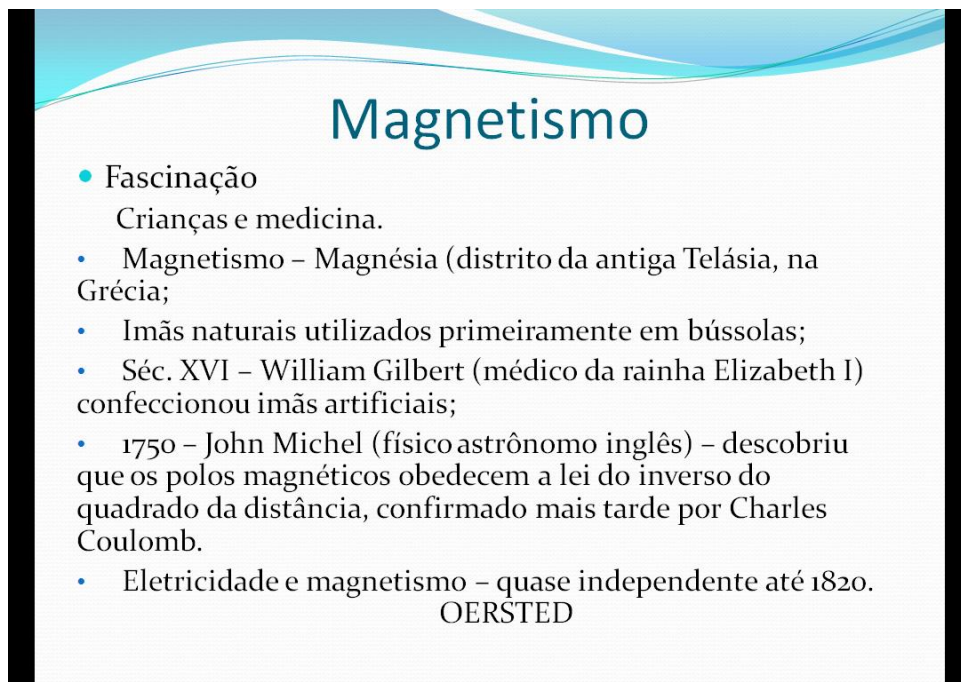 Magnetismo
• Fascinação
Crianças e medicina.
• Magnetismo – Magnésia (distrito da antiga Telásia, na
Grécia;
• Imãs naturais utilizados primeiramente em bússolas;
• Séc. XVI – William Gilbert (médico da rainha Elizabeth I)
confeccionou imãs artificiais;
• 1750 – John Michel (físico astrônomo inglês) – descobriu
que os polos magnéticos obedecem a lei do inverso do
quadrado da distância, confirmado mais tarde por Charles
Coulomb.
• Eletricidade e magnetismo – quase independente até 1820.
OERSTED